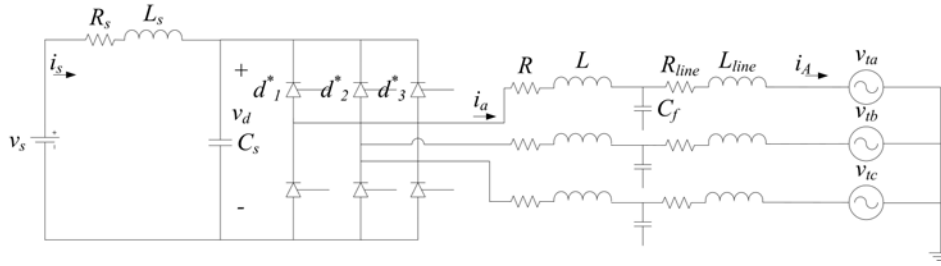 R_s L_s
i_s
v_s
+
v_d
C_s
-
d*_1 d*_2 d*_3
i_a
R L R_line L_line i_A v_ta
C_f
v_tb
v_tc